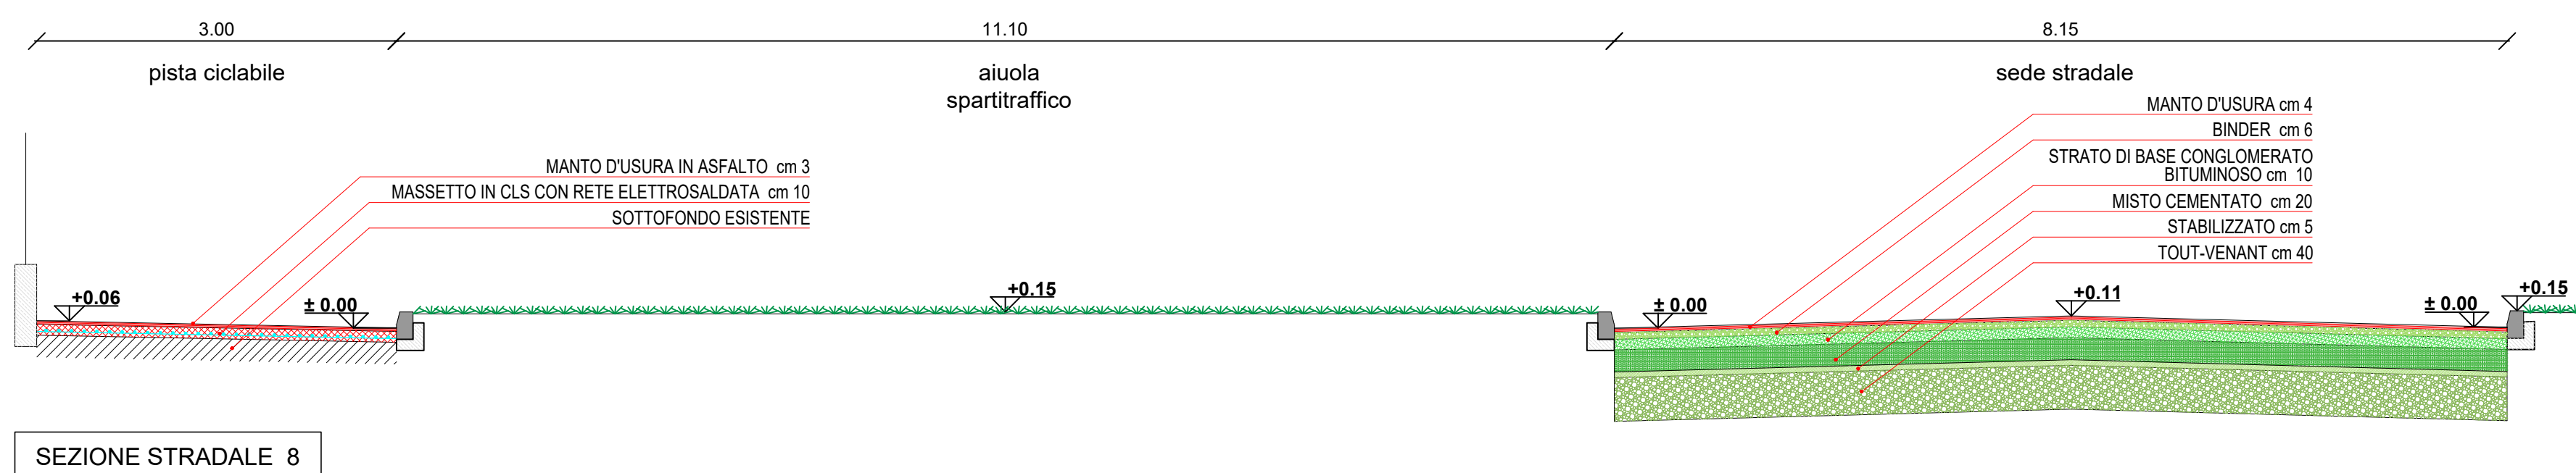 3.00
11.10
8.15
pista ciclabile
aiuola
spartitraffico
sede stradale
MANTO D'USURA IN ASFALTO cm 3
MASSETTO IN CLS CON RETE ELETTROSALDATA cm 10
SOTTOFONDO ESISTENTE
MANTO D'USURA cm 4
BINDER cm 6
STRATO DI BASE CONGLOMERATO
BITUMINOSO cm 10
MISTO CEMENTATO cm 20
STABILIZZATO cm 5
TOUT-VENANT cm 40
+0.06
± 0.00
+0.15
± 0.00
+0.11
± 0.00
+0.15
SEZIONE STRADALE 8